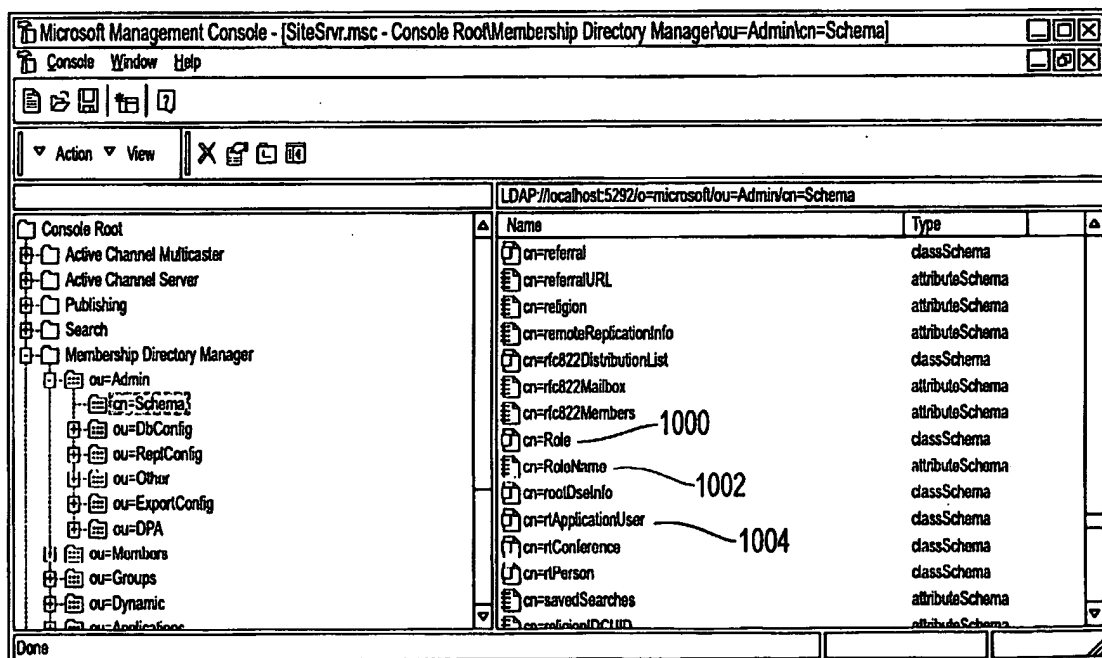 Microsoft Management Console - [SiteSrvr.msc - Console Root\Membership Directory Manager\ou=Admin\cn=Schema]
Console Window Help
Action View
LDAP://localhost:5292/o=microsoft/ou=Admin/cn=Schema
Console Root
Active Channel Multicaster
Active Channel Server
Publishing
Search
Membership Directory Manager
ou=Admin
cn=Schema
ou=DbConfig
ou=ReplConfig
ou=Other
ou=ExportConfig
ou=DPA
ou=Members
ou=Groups
ou=Dynamic
ou=Applications
Name Type
cn=referral classSchema
cn=referralURL attributeSchema
cn=religion attributeSchema
cn=remoteReplicationInfo attributeSchema
cn=rfc822DistributionList classSchema
cn=rfc822Mailbox attributeSchema
cn=rfc822Members attributeSchema
cn=Role classSchema
1000
cn=RoleName attributeSchema
1002
cn=rootDseInfo classSchema
cn=rtApplicationUser classSchema
1004
cn=rtConference classSchema
cn=rtPerson classSchema
cn=savedSearches attributeSchema
attributeSchema
Done